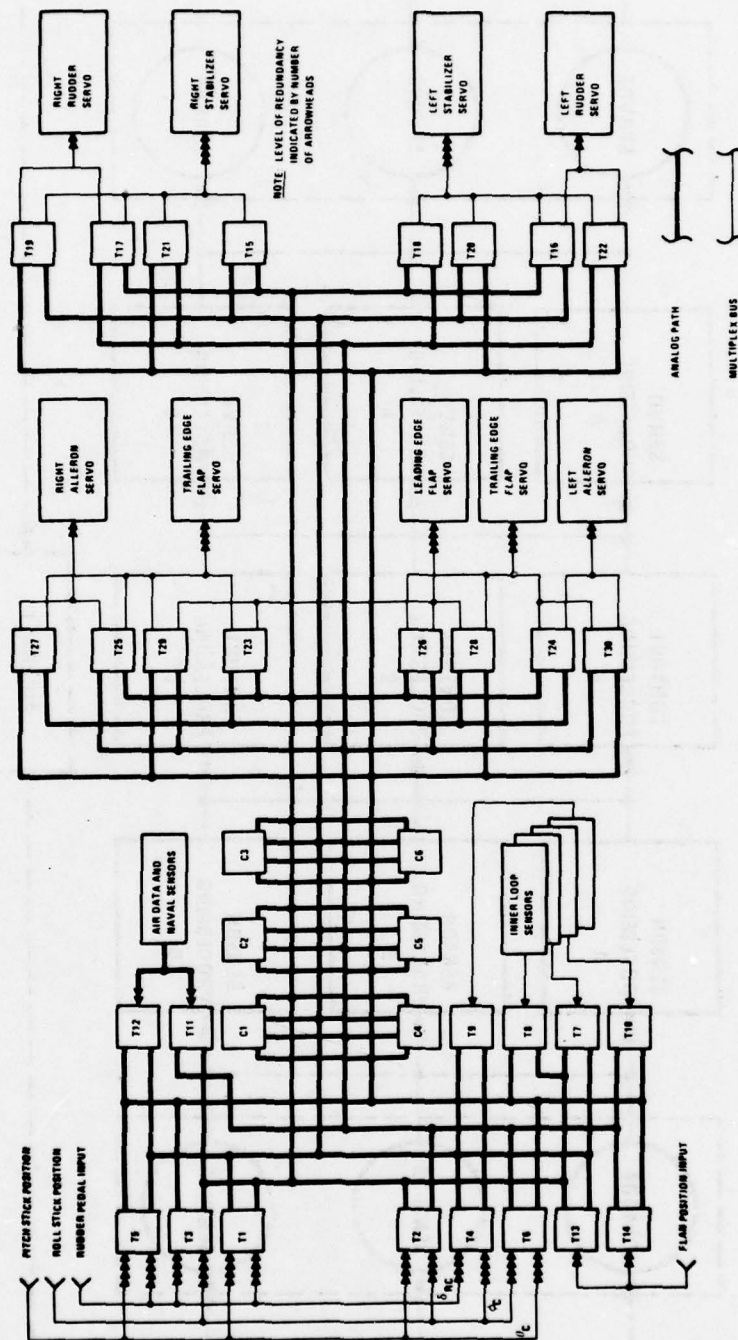 PITCH STICK POSITION
ROLL STICK POSITION
RUDDER PEDAL INPUT
T5
T3
T1
T2
T4
T6
T13
T14
δRC
FLAP POSITION INPUT
AIR DATA AND
NAVAL SENSORS
T12
T11
C1
C2
C3
C4
C5
C6
T9
T8
T7
T10
INNER LOOP
SENSORS
RIGHT
AILERON
SERVO
TRAILING EDGE
FLAP
SERVO
LEADING EDGE
FLAP
SERVO
TRAILING EDGE
FLAP
SERVO
LEFT
AILERON
SERVO
T27
T25
T29
T23
T26
T28
T24
T30
RIGHT
RUDDER
SERVO
RIGHT
STABILIZER
SERVO
NOTE LEVEL OF REDUNDANCY
INDICATED BY NUMBER
OF ARROWHEADS
LEFT
STABILIZER
SERVO
LEFT
RUDDER
SERVO
T19
T17
T21
T15
T18
T20
T16
T22
ANALOG PATH
MULTIPLEX BUS